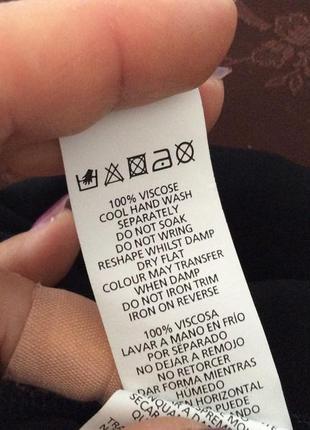 100% VISCOSE
COOL HAND WASH
SEPARATELY
DO NOT SOAK
DO NOT WRING
RESHAPE WHILST DAMP
DRY FLAT
COLOUR MAY TRANSFER
WHEN DAMP
DO NOT IRON TRIM
IRON ON REVERSE
100% VISCOSA
LAVAR A MANO EN FRÍO
POR SEPARADO
NO DEJAR A REMOJO
NO RETORCER
DAR FORMA MIENTRAS
HÚMEDO
EN HORIZONTAL